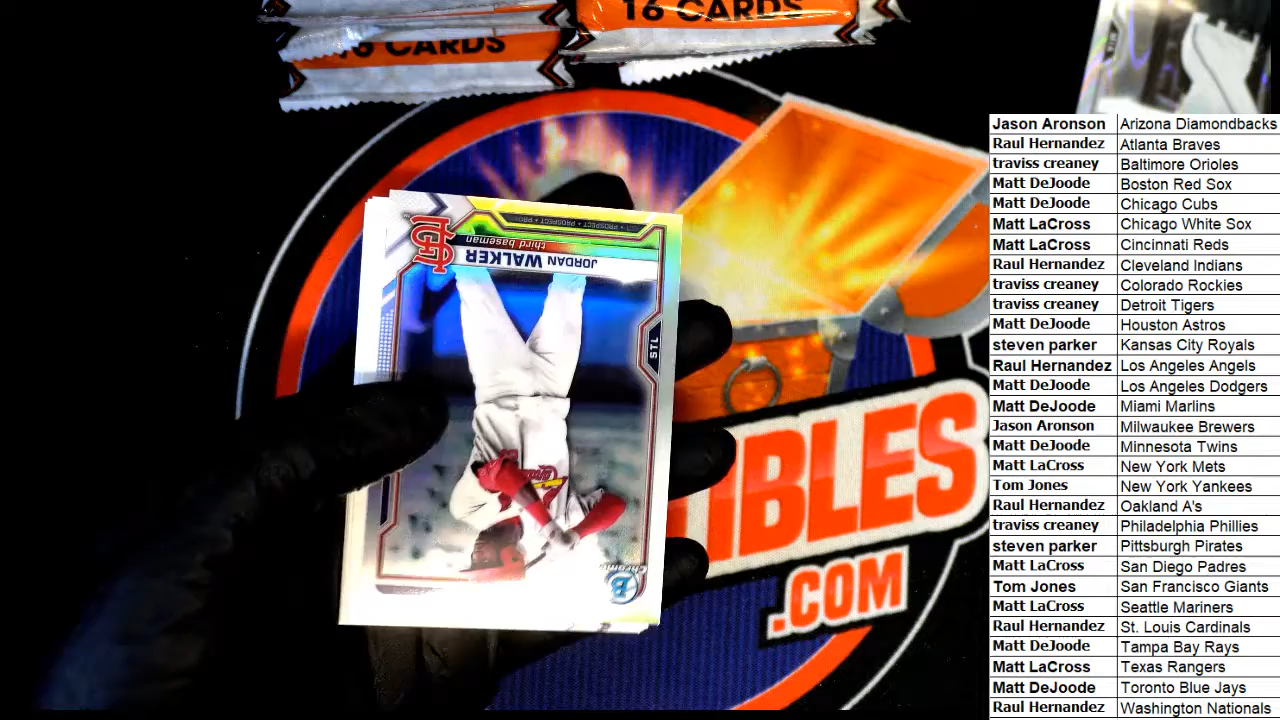 16 CARDS
16 CARDS
PROSPECT • PROSPECT • PRO
third baseman
JORDAN WALKER
STL
Chrome
B
IBLES
.COM
Jason Aronson Arizona Diamondbacks
Raul Hernandez Atlanta Braves
traviss creaney Baltimore Orioles
Matt DeJoode Boston Red Sox
Matt DeJoode Chicago Cubs
Matt LaCross Chicago White Sox
Matt LaCross Cincinnati Reds
Raul Hernandez Cleveland Indians
traviss creaney Colorado Rockies
traviss creaney Detroit Tigers
Matt DeJoode Houston Astros
steven parker Kansas City Royals
Raul Hernandez Los Angeles Angels
Matt DeJoode Los Angeles Dodgers
Matt DeJoode Miami Marlins
Jason Aronson Milwaukee Brewers
Matt DeJoode Minnesota Twins
Matt LaCross New York Mets
Tom Jones New York Yankees
Raul Hernandez Oakland A's
traviss creaney Philadelphia Phillies
steven parker Pittsburgh Pirates
Matt LaCross San Diego Padres
Tom Jones San Francisco Giants
Matt LaCross Seattle Mariners
Raul Hernandez St. Louis Cardinals
Matt DeJoode Tampa Bay Rays
Matt LaCross Texas Rangers
Matt DeJoode Toronto Blue Jays
Raul Hernandez Washington Nationals